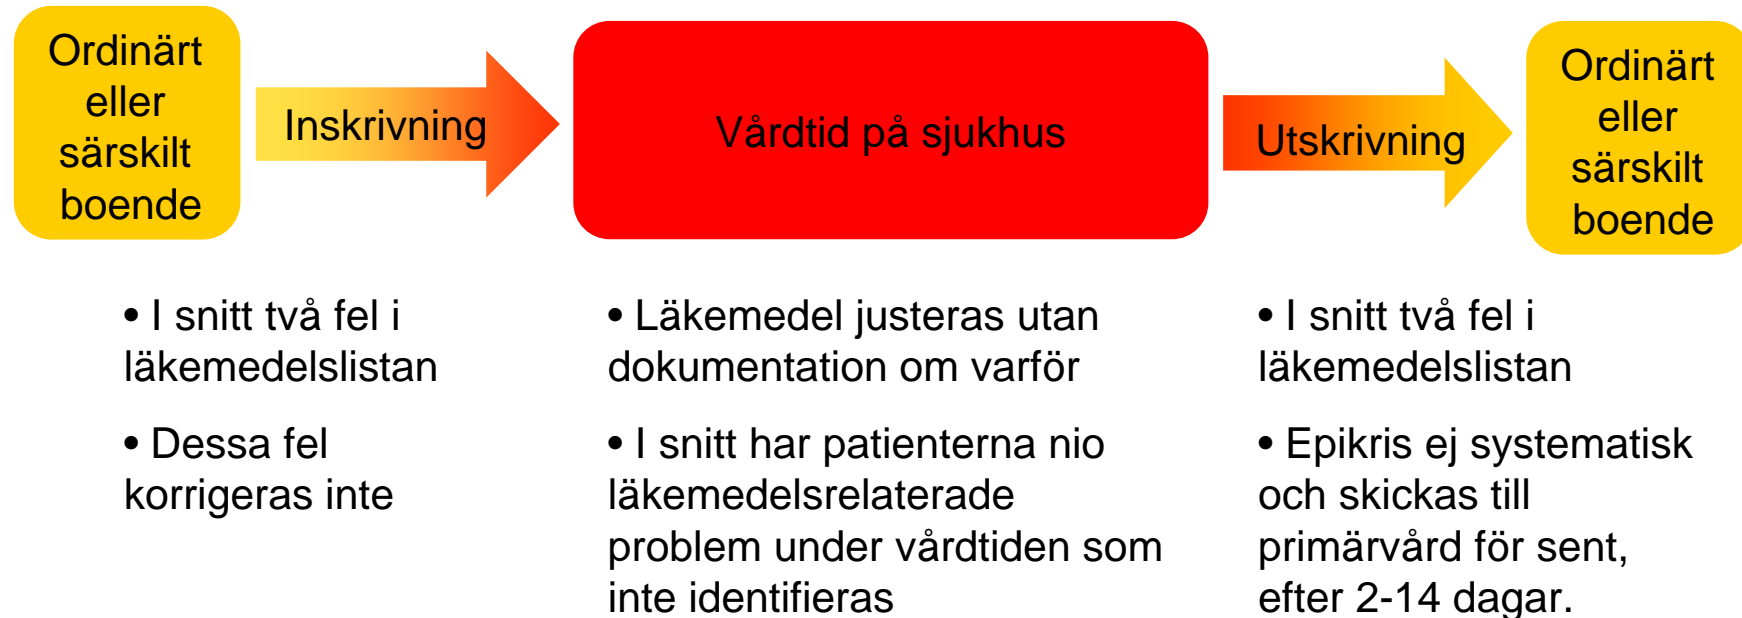 Ordinärt
eller
särskilt
boende
Inskrivning
Vårdtid på sjukhus
Utskrivning
Ordinärt
eller
särskilt
boende
• I snitt två fel i
läkemedelslistan
• Dessa fel
korrigeras inte
• Läkemedel justeras utan
dokumentation om varför
• I snitt har patienterna nio
läkemedelsrelaterade
problem under vårdtiden som
inte identifieras
• I snitt två fel i
läkemedelslistan
• Epikris ej systematisk
och skickas till
primärvård för sent,
efter 2-14 dagar.